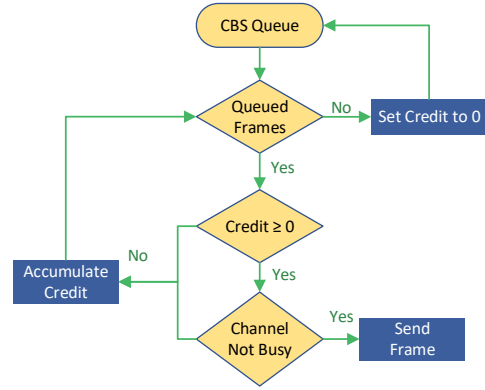 CBS Queue
Queued
Frames
No
Set Credit to 0
Yes
Credit ≥ 0
No
Yes
Accumulate
Credit
Channel
Not Busy
Yes
Send
Frame